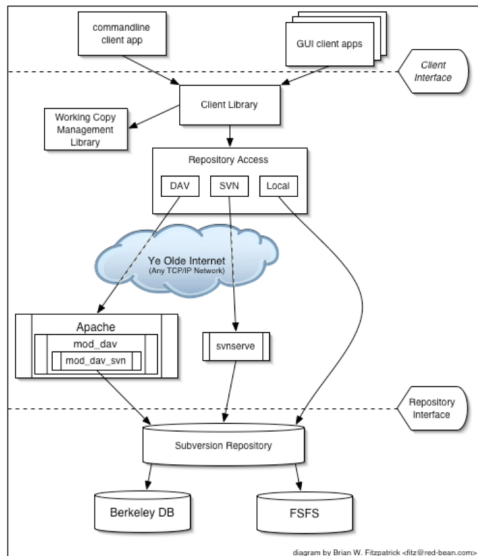 commandline
client app
GUI client apps
Client
Interface
Client Library
Working Copy
Management
Library
Repository Access
DAV
SVN
Local
Ye Olde Internet
(Any TCP/IP Network)
Apache
mod_dav
mod_dav_svn
svnserve
Repository
Interface
Subversion Repository
Berkeley DB
FSFS
diagram by Brian W. Fitzpatrick <fitz@red-bean.com>